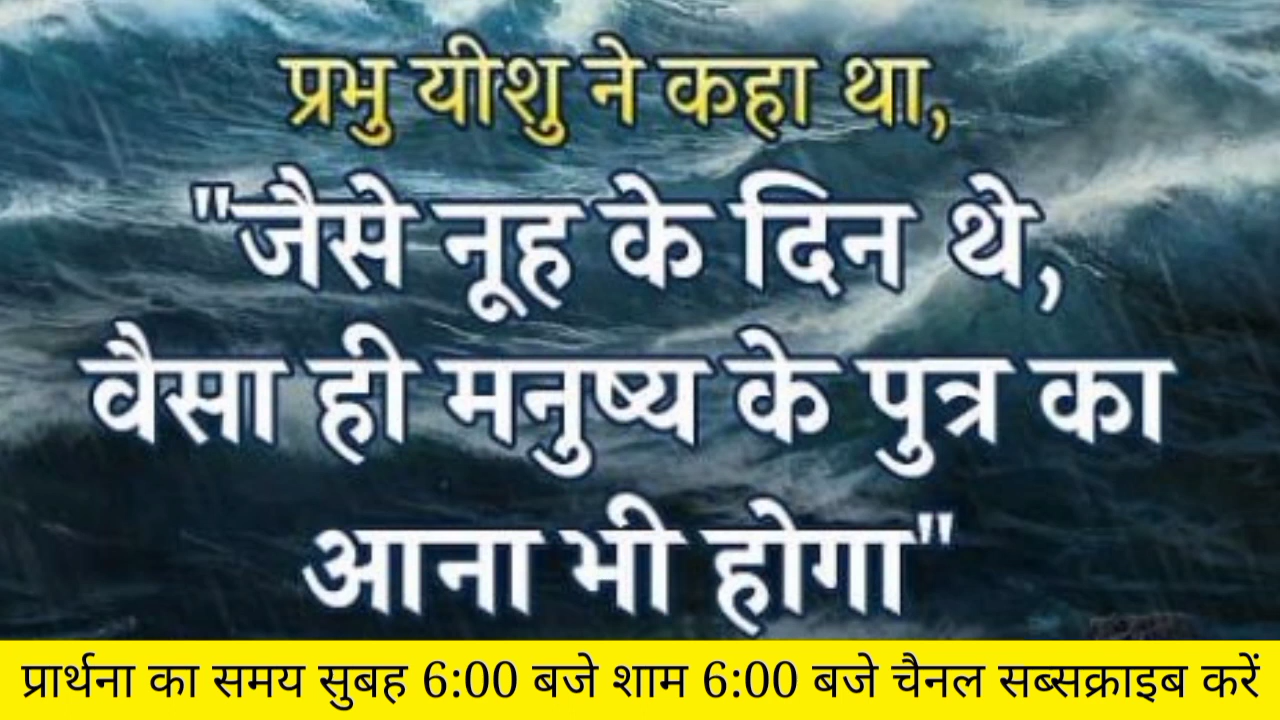 प्रभु यीशु ने कहा था,
"जैसे नूह के दिन थे,
वैसा ही मनुष्य के पुत्र का
आना भी होगा"
प्रार्थना का समय सुबह 6:00 बजे शाम 6:00 बजे चैनल सब्सक्राइब करें